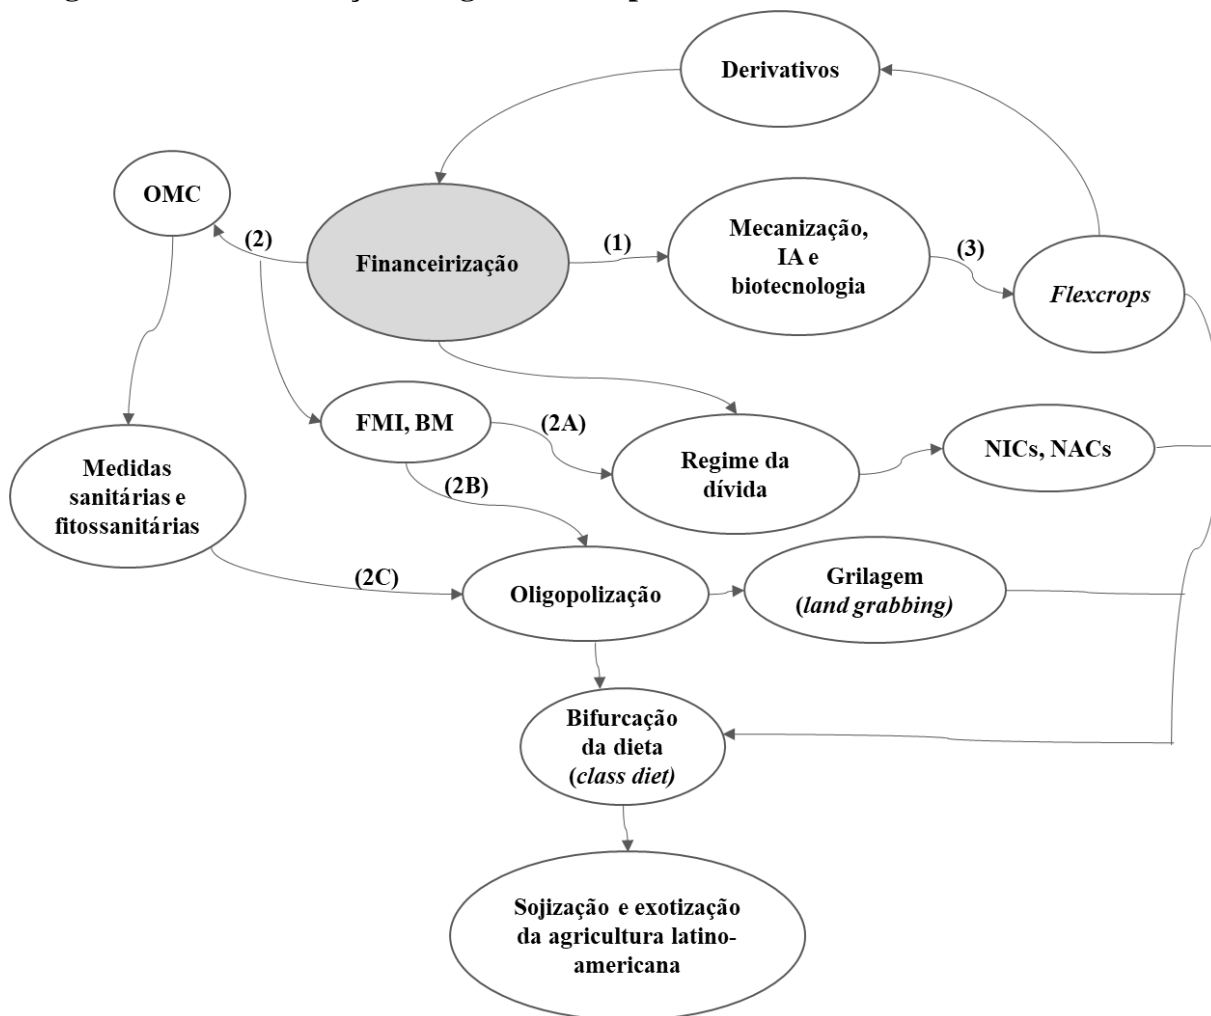 Derivativos
OMC
(2)
Financeirização
(1)
Mecanização,
IA e
biotecnologia
(3)
Flexcrops
FMI, BM
(2A)
(2B)
Regime da
dívida
NICs, NACs
Medidas
sanitárias e
fitossanitárias
(2C)
Oligopolização
Grilagem
(land grabbing)
Bifurcação
da dieta
(class diet)
Sojização e exotização
da agricultura latino-
americana